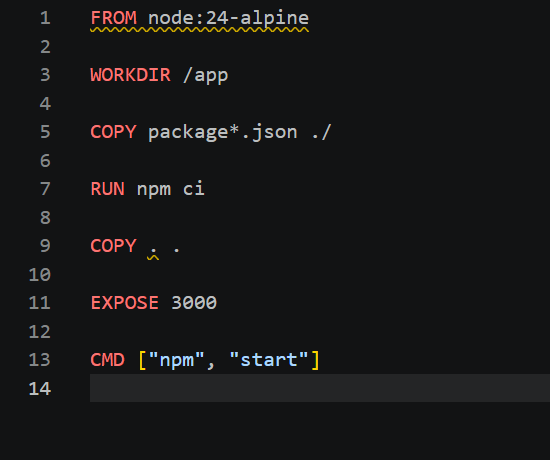 1 FROM node:24-alpine
2
3 WORKDIR /app
4
5 COPY package*.json ./
6
7 RUN npm ci
8
9 COPY . .
10
11 EXPOSE 3000
12
13 CMD ["npm", "start"]
14